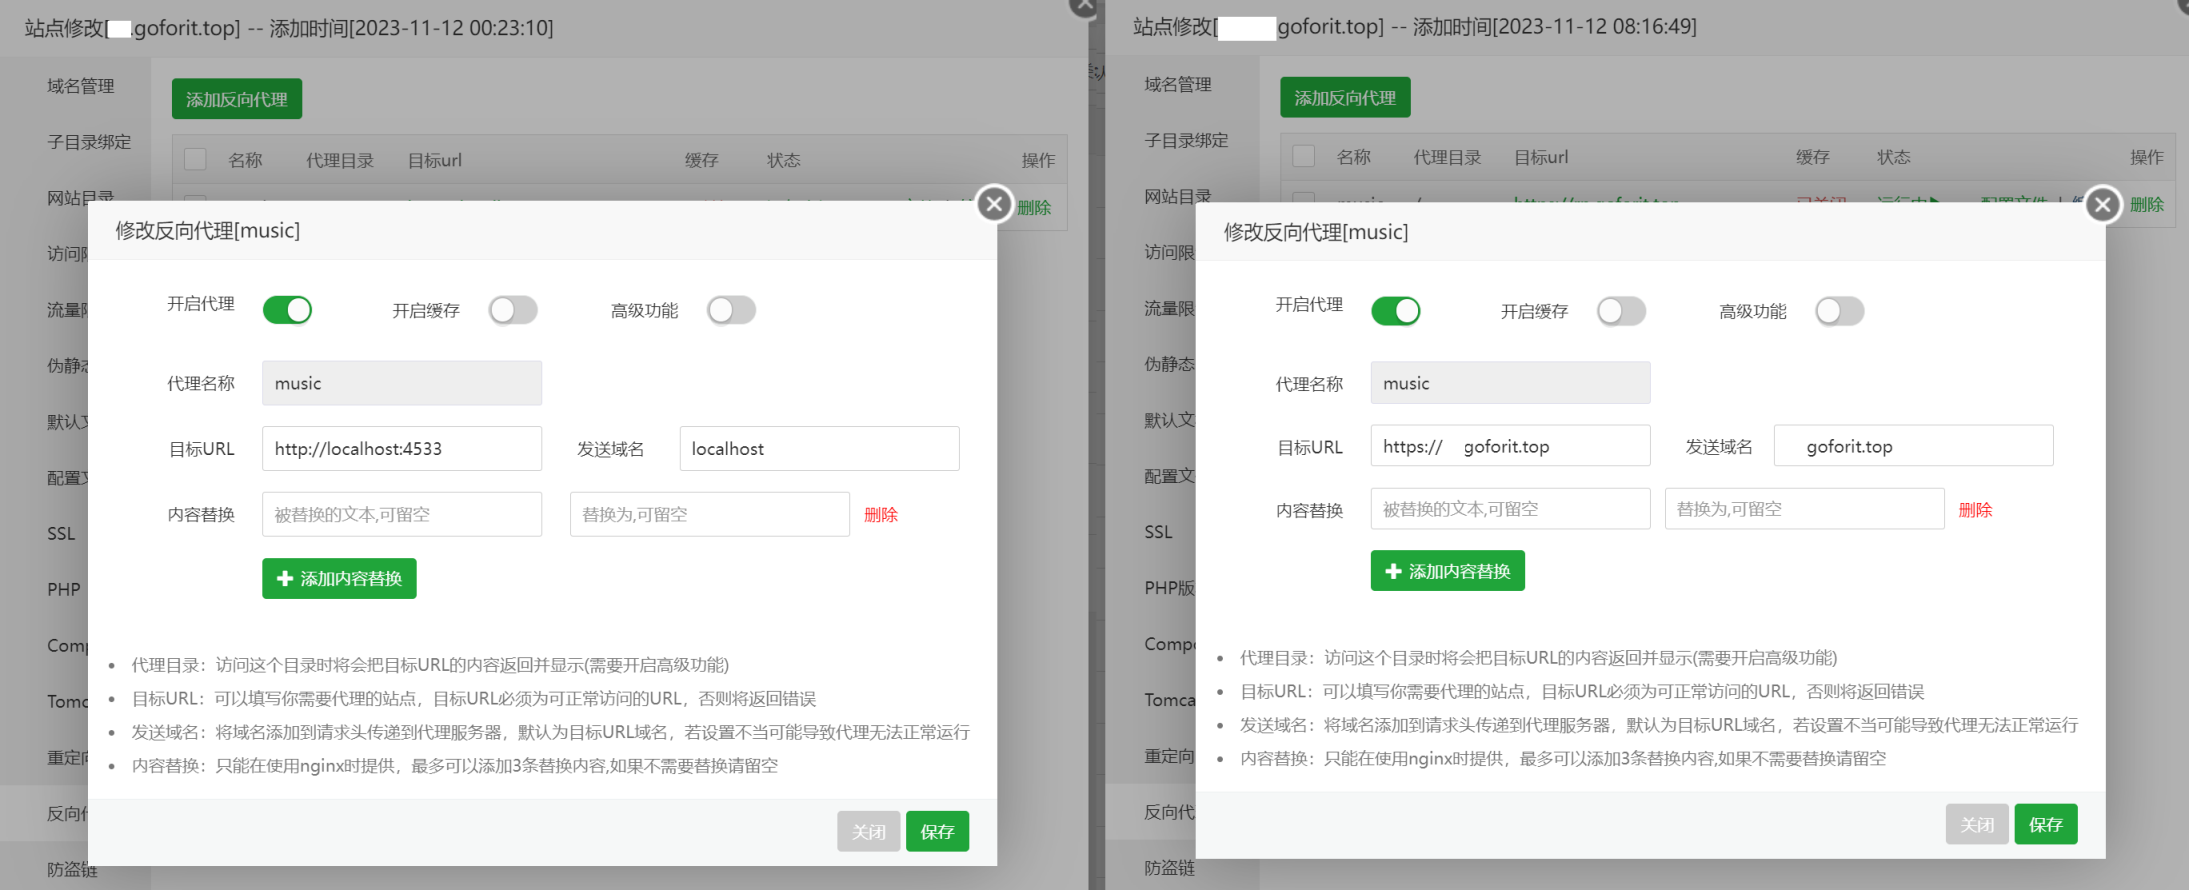 站点修改[ .goforit.top] -- 添加时间[2023-11-12 00:23:10]
域名管理
子目录绑定
网站目录
访问
流量
伪静态
默认
配置
SSL
PHP
Comp
Tomc
重定向
反向
防盗链
添加反向代理
名称 代理目录 目标url 缓存 状态 操作
删除
修改反向代理[music]
开启代理 开启缓存 高级功能
代理名称 music
目标URL http://localhost:4533 发送域名 localhost
内容替换 被替换的文本,可留空 替换为,可留空 删除
添加内容替换
代理目录：访问这个目录时将会把目标URL的内容返回并显示(需要开启高级功能)
目标URL：可以填写你需要代理的站点，目标URL必须为可正常访问的URL，否则将返回错误
发送域名：将域名添加到请求头传递到代理服务器，默认为目标URL域名，若设置不当可能导致代理无法正常运行
内容替换：只能在使用nginx时提供，最多可以添加3条替换内容,如果不需要替换请留空
关闭 保存
站点修改[ goforit.top] -- 添加时间[2023-11-12 08:16:49]
域名管理
子目录绑定
网站目录
访问限
流量限
伪静态
默认文
配置文
SSL
PHP版
Compo
Tomca
重定向
反向代
防盗链
添加反向代理
名称 代理目录 目标url 缓存 状态 操作
删除
修改反向代理[music]
开启代理 开启缓存 高级功能
代理名称 music
目标URL https:// goforit.top 发送域名 goforit.top
内容替换 被替换的文本,可留空 替换为,可留空 删除
添加内容替换
代理目录：访问这个目录时将会把目标URL的内容返回并显示(需要开启高级功能)
目标URL：可以填写你需要代理的站点，目标URL必须为可正常访问的URL，否则将返回错误
发送域名：将域名添加到请求头传递到代理服务器，默认为目标URL域名，若设置不当可能导致代理无法正常运行
内容替换：只能在使用nginx时提供，最多可以添加3条替换内容,如果不需要替换请留空
关闭 保存